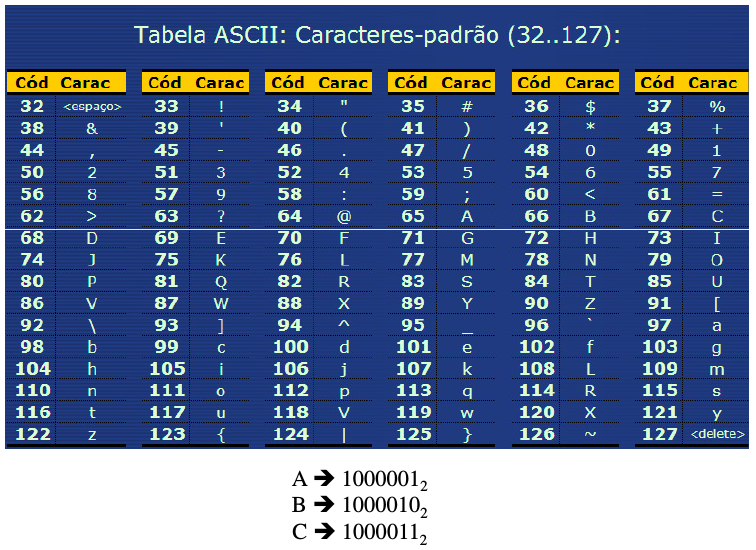 Tabela ASCII: Caracteres-padrão (32..127):
Cód Carac Cód Carac Cód Carac Cód Carac Cód Carac Cód Carac
32 <espaço> 33 ! 34 " 35 # 36 $ 37 %
38 & 39 ' 40 ( 41 ) 42 * 43 +
44 , 45 - 46 . 47 / 48 0 49 1
50 2 51 3 52 4 53 5 54 6 55 7
56 8 57 9 58 : 59 ; 60 < 61 =
62 > 63 ? 64 @ 65 A 66 B 67 C
68 D 69 E 70 F 71 G 72 H 73 I
74 J 75 K 76 L 77 M 78 N 79 O
80 P 81 Q 82 R 83 S 84 T 85 U
86 V 87 W 88 X 89 Y 90 Z 91 [
92 \ 93 ] 94 ^ 95 _ 96 ` 97 a
98 b 99 c 100 d 101 e 102 f 103 g
104 h 105 i 106 j 107 k 108 L 109 m
110 n 111 o 112 p 113 q 114 R 115 s
116 t 117 u 118 V 119 w 120 X 121 y
122 z 123 { 124 | 125 } 126 ~ 127 <delete>
A ➔ 1000001₂
B ➔ 1000010₂
C ➔ 1000011₂